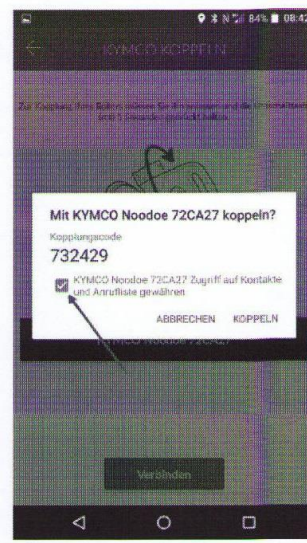 84% 08:42
KYMCO KOPPELN
Mit KYMCO Noodoe 72CA27 koppeln?
Kopplungscode
732429
KYMCO Noodoe 72CA27 Zugriff auf Kontakte
und Anrufliste gewähren
ABBRECHEN KOPPELN
KYMCO Noodoe 72CA27
Verbinden